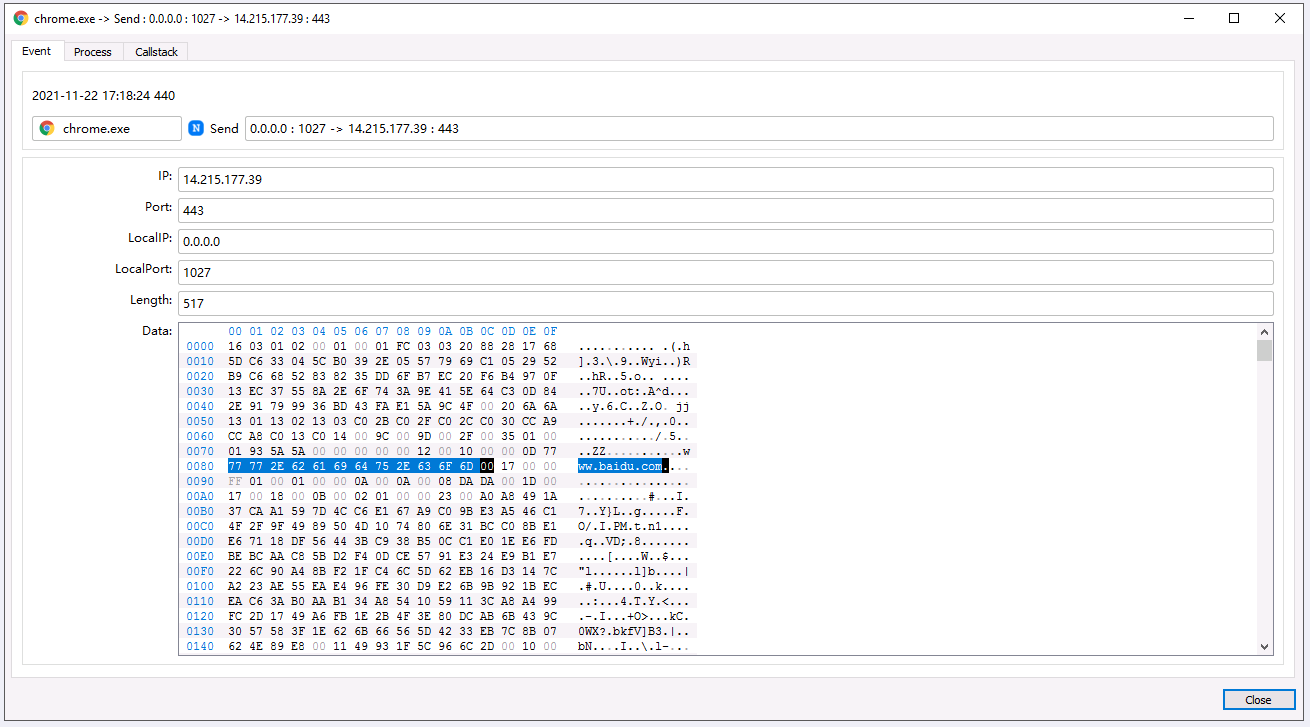 chrome.exe -> Send : 0.0.0.0 : 1027 -> 14.215.177.39 : 443
Event Process Callstack
2021-11-22 17:18:24 440
chrome.exe N Send 0.0.0.0 : 1027 -> 14.215.177.39 : 443
IP: 14.215.177.39
Port: 443
LocalIP: 0.0.0.0
LocalPort: 1027
Length: 517
Data: 00 01 02 03 04 05 06 07 08 09 0A 0B 0C 0D 0E 0F
0000 16 03 01 02 00 01 00 01 FC 03 03 20 88 28 17 68 ........... .(.h
0010 5D C6 33 04 5C B0 39 2E 05 57 79 69 C1 05 29 52 ].3.\.9..Wyi..)R
0020 B9 C6 68 52 83 82 35 DD 6F B7 EC 20 F6 B4 97 0F ..hR..5.o.. ....
0030 13 EC 37 55 8A 2E 6F 74 3A 9E 41 5E 64 C3 0D 84 ..7U..ot:.A^d...
0040 2E 91 79 99 36 BD 43 FA E1 5A 9C 4F 00 20 6A 6A ..y.6.C..Z.O. jj
0050 13 01 13 02 13 03 C0 2B C0 2F C0 2C C0 30 CC A9 .......+./.,.0..
0060 CC A8 C0 13 C0 14 00 9C 00 9D 00 2F 00 35 01 00 .........../.5..
0070 01 93 5A 5A 00 00 00 00 00 12 00 10 00 00 0D 77 ..ZZ...........w
0080 77 77 2E 62 61 69 64 75 2E 63 6F 6D 00 17 00 00 ww.baidu.com....
0090 FF 01 00 01 00 00 0A 00 0A 00 08 DA DA 00 1D 00 ................
00A0 17 00 18 00 0B 00 02 01 00 00 23 00 A0 A8 49 1A ..........#...I.
00B0 37 CA A1 59 7D 4C C6 E1 67 A9 C0 9B E3 A5 46 C1 7..Y}L..g.....F.
00C0 4F 2F 9F 49 89 50 4D 10 74 80 6E 31 BC C0 8B E1 O/.I.PM.t.n1....
00D0 E6 71 18 DF 56 44 3B C9 38 B5 0C C1 E0 1E E6 FD .q..VD;.8.......
00E0 BE BC AA C8 5B D2 F4 0D CE 57 91 E3 24 E9 B1 E7 ....[....W..$...
00F0 22 6C 90 A4 8B F2 1F C4 6C 5D 62 EB 16 D3 14 7C "l......l]b....|
0100 A2 23 AE 55 EA E4 96 FE 30 D9 E2 6B 9B 92 1B EC .#.U....0..k....
0110 EA C6 3A B0 AA B1 34 A8 54 10 59 11 3C A8 A4 99 ..:...4.T.Y.<...
0120 FC 2D 17 49 A6 FB 1E 2B 4F 3E 80 DC AB 6B 43 9C .-.I...+O>...kC.
0130 30 57 58 3F 1E 62 6B 66 56 5D 42 33 EB 7C 8B 07 0WX?.bkfV]B3.|..
0140 62 4E 89 E8 00 11 49 93 1F 5C 96 6C 2D 00 10 00 bN....I..\.l-...
Close